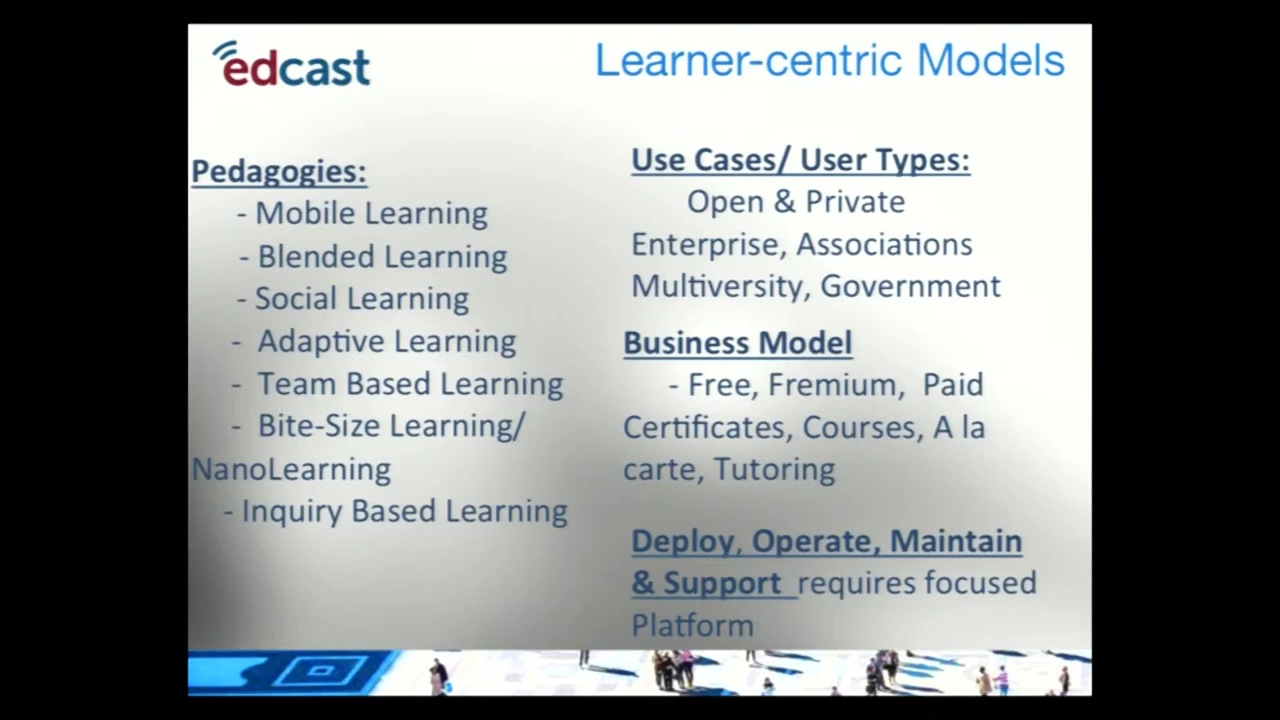 edcast
Learner-centric Models
Pedagogies:
- Mobile Learning
- Blended Learning
- Social Learning
- Adaptive Learning
- Team Based Learning
- Bite-Size Learning/
NanoLearning
- Inquiry Based Learning
Use Cases/ User Types:
Open & Private
Enterprise, Associations
Multiversity, Government
Business Model
- Free, Fremium, Paid
Certificates, Courses, A la
carte, Tutoring
Deploy, Operate, Maintain
& Support requires focused
Platform